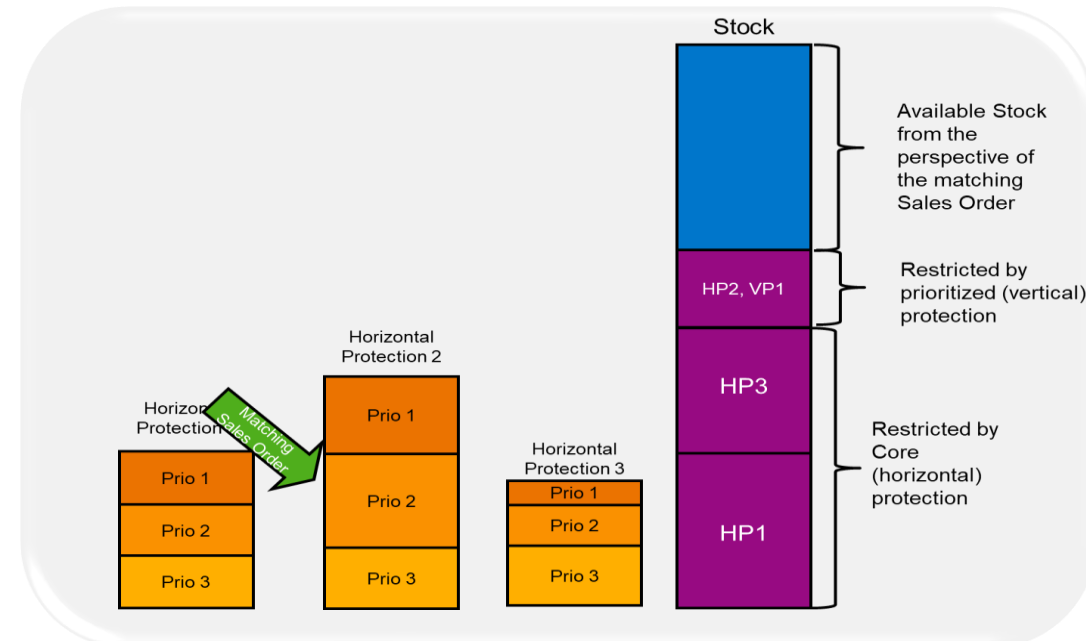 Stock
Available Stock
from the
perspective of
the matching
Sales Order
HP2, VP1
Restricted by
prioritized (vertical)
protection
Horizontal
Protection 2
HP3
Prio 1
Matching
Sales Order
Protection
Restricted by
Core
(horizontal)
protection
Horizontal
Protection 3
Prio 1
Prio 2
Prio 1
Prio 2
Prio 2
HP1
Prio 3
Prio 3
Prio 3